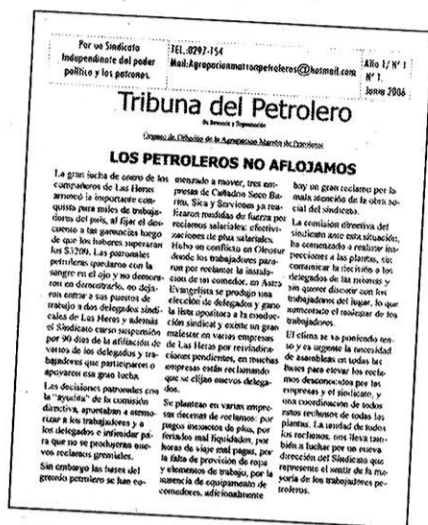 Por un Sindicato
Independiente del poder
político y los patrones.
TEL.:0297-154
Mail:Agrupacionmarronpetroleros@hotmail.com
Año 1/ Nº 1
Nº 1.
Junio 2006
Tribuna del Petrolero
De Denuncia y Organización
Órgano de Difusión de la Agrupación Marrón de Petroleros
LOS PETROLEROS NO AFLOJAMOS
La gran lucha de enero de los
compañeros de Las Heras
arrancó la importante con-
quista para miles de trabaja-
dores del país, al fijar el des-
cuento a las ganancias luego
de que los haberes superaran
los $3209. Las patronales
petroleras quedaron con la
sangre en el ojo y no demora-
ron en demostrarlo, no deja-
ron entrar a sus puestos de
trabajo a dos delegados sindi-
cales de Las Heras y además
el Sindicato curso suspensión
por 90 días de la afiliación de
varios de los delegados y tra-
bajadores que participaron o
apoyaron esa gran lucha.
Las decisiones patronales con
la "ayudita" de la comisión
directiva, apuntaban a atemo-
rizar a los trabajadores y a
los delegados e intimidar pa-
ra que no se produjeran nue-
vos reclamos gremiales.
Sin embargo las bases del
gremio petrolero se han co-
menzado a mover, tres em-
presas de Cañadón Seco Ba-
rito, Sica y Servicom ya rea-
lizaron medidas de fuerza por
reclamos salariales: efectivi-
zaciones de plus salariales.
Hubo un conflicto en Oleosur
donde los trabajadores para-
ron por reclamar la instala-
ción de un comedor, en Astra
Evangelista se produjo una
elección de delegados y gano
la lista opositora a la conduc-
ción sindical y existe un gran
malestar en varias empresas
de Las Heras por reivindica-
ciones pendientes, en muchas
empresas están reclamando
que se elijan nuevos delega-
dos.
Se plantean en varias empre-
sas decenas de reclamos: por
pagos inexactos de plus, por
feriados mal liquidados, por
horas de viaje mal pagas, por
la falta de provisión de ropa
y elementos de trabajo, por la
ausencia de equipamiento de
comedores, adicionalmente
hay un gran reclamo por la
mala atención de la obra so-
cial del sindicato.
La comisión directiva del
sindicato ante esta situación,
ha comenzado a realizar ins-
pecciones a las plantas, sin
comunicar la decisión a los
delegados de las mismas y
sin querer discutir con los
trabajadores del lugar, lo que
aumentado el malestar de los
trabajadores.
El clima se va poniendo ten-
so y es urgente la necesidad
de asambleas en todas las
bases para elevar los recla-
mos desconocidos por las
empresas y el sindicato, y
una coordinación de todos
estos reclamos de todas las
plantas. La unidad de todos
los reclamos, nos lleva tam-
bién a luchar por un nueva
dirección del Sindicato que
represente el sentir de la ma-
yoría de los trabajadores pe-
troleros.